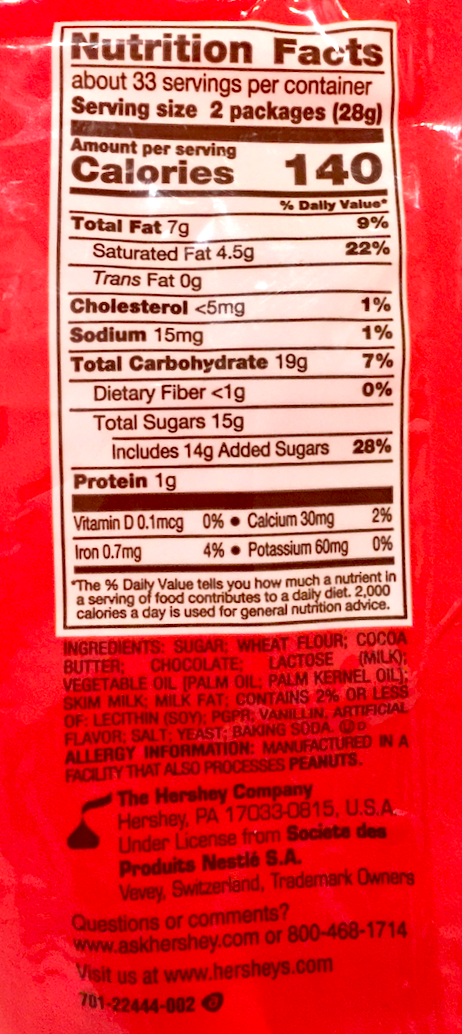 Nutrition Facts
about 33 servings per container
Serving size 2 packages (28g)
Amount per serving
Calories 140
% Daily Value*
Total Fat 7g 9%
Saturated Fat 4.5g 22%
Trans Fat 0g
Cholesterol <5mg 1%
Sodium 15mg 1%
Total Carbohydrate 19g 7%
Dietary Fiber <1g 0%
Total Sugars 15g
Includes 14g Added Sugars 28%
Protein 1g
Vitamin D 0.1mcg 0% • Calcium 30mg 2%
Iron 0.7mg 4% • Potassium 60mg 0%
*The % Daily Value tells you how much a nutrient in
a serving of food contributes to a daily diet. 2,000
calories a day is used for general nutrition advice.
INGREDIENTS: SUGAR; WHEAT FLOUR; COCOA
BUTTER; CHOCOLATE; LACTOSE (MILK);
VEGETABLE OIL [PALM OIL; PALM KERNEL OIL];
SKIM MILK; MILK FAT; CONTAINS 2% OR LESS
OF: LECITHIN (SOY); PGPR; VANILLIN, ARTIFICIAL
FLAVOR; SALT; YEAST; BAKING SODA. Ⓤ D
ALLERGY INFORMATION: MANUFACTURED IN A
FACILITY THAT ALSO PROCESSES PEANUTS.
The Hershey Company
Hershey, PA 17033-0815, U.S.A.
Under License from Societe des
Produits Nestlé S.A.
Vevey, Switzerland, Trademark Owners
Questions or comments?
www.askhershey.com or 800-468-1714
Visit us at www.hersheys.com
701-22444-002